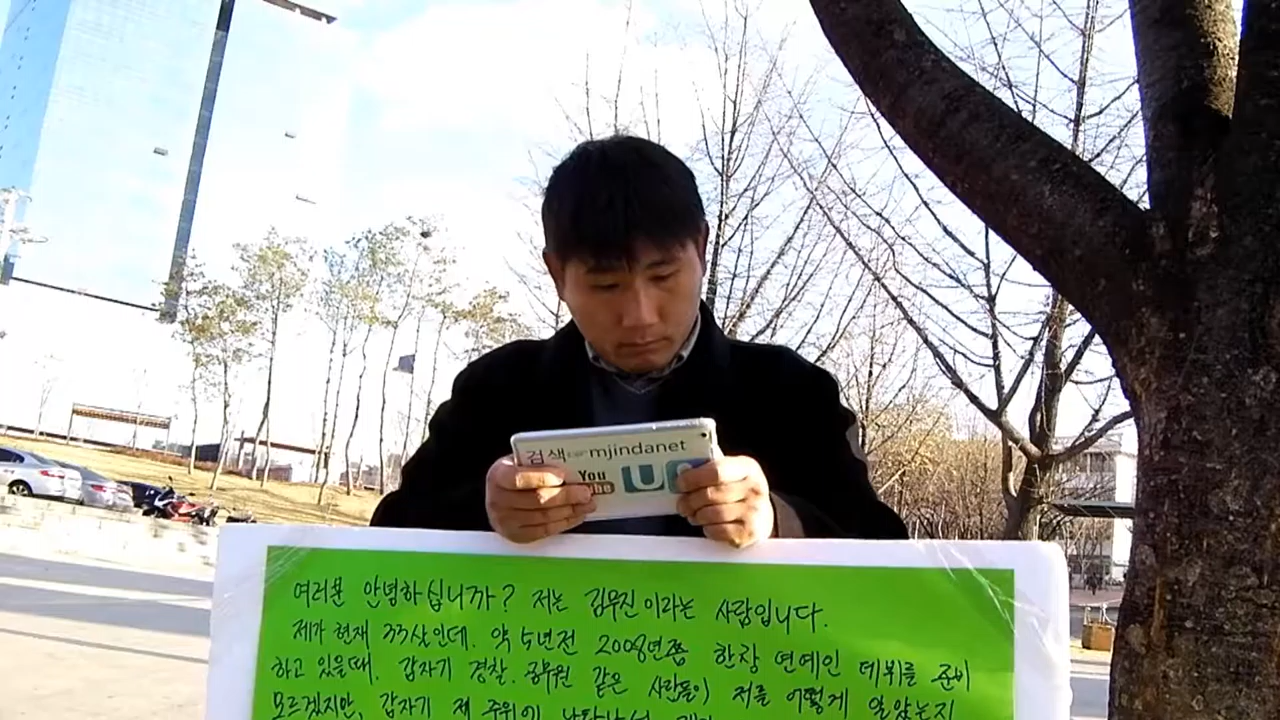 검색 mjindanet
You
Tube
여러분 안녕하십니까? 저는 김무진이라는 사람입니다.
제가 현재 33살인데. 약 5년전 2008년쯤 한창 연예인 데뷔를 준비
하고 있을때. 갑자기 경찰. 공무원 같은 사람들이 저를 어떻게 알았는지
모르겠지만, 갑자기 제 주위에 나타나서